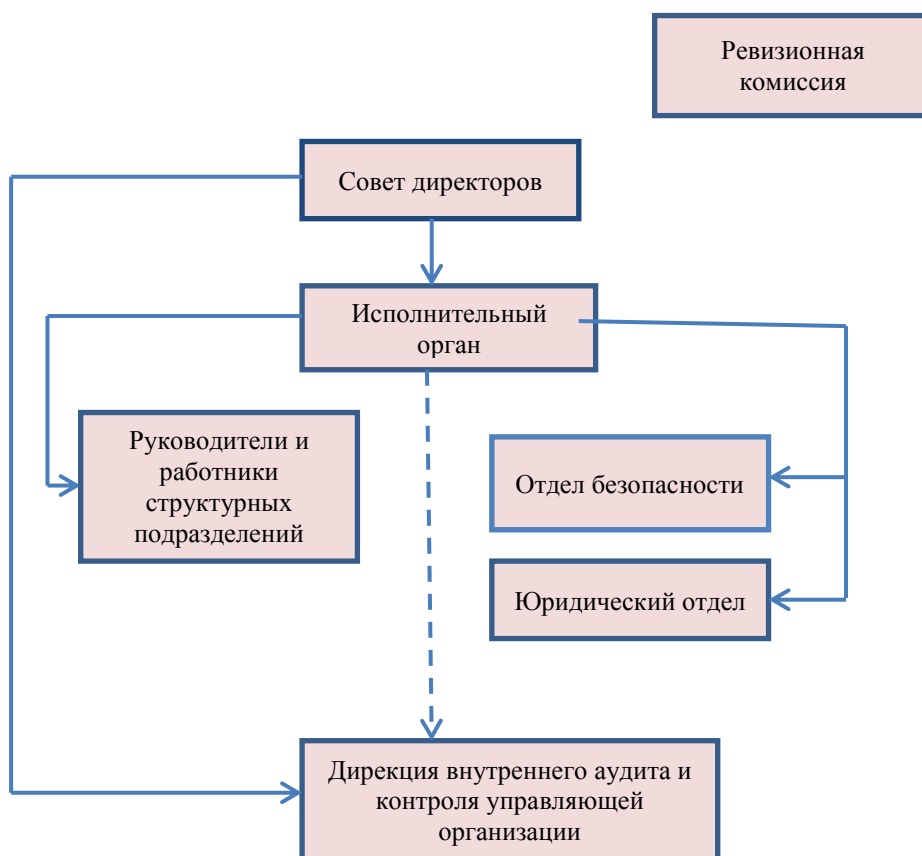 Ревизионная
комиссия
Совет директоров
Исполнительный
орган
Руководители и
работники
структурных
подразделений
Отдел безопасности
Юридический отдел
Дирекция внутреннего аудита и
контроля управляющей
организации